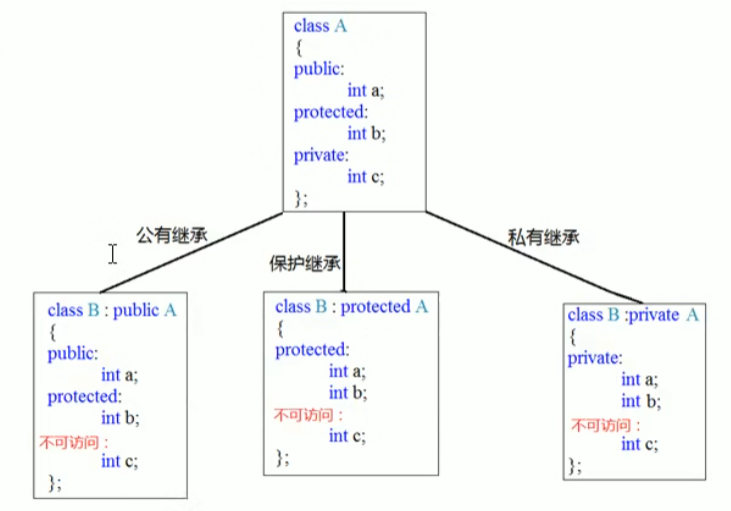 class A
{
public:
int a;
protected:
int b;
private:
int c;
};
公有继承
保护继承
私有继承
class B : public A
{
public:
int a;
protected:
int b;
不可访问：
int c;
};
class B : protected A
{
protected:
int a;
int b;
不可访问：
int c;
};
class B :private A
{
private:
int a;
int b;
不可访问：
int c;
};